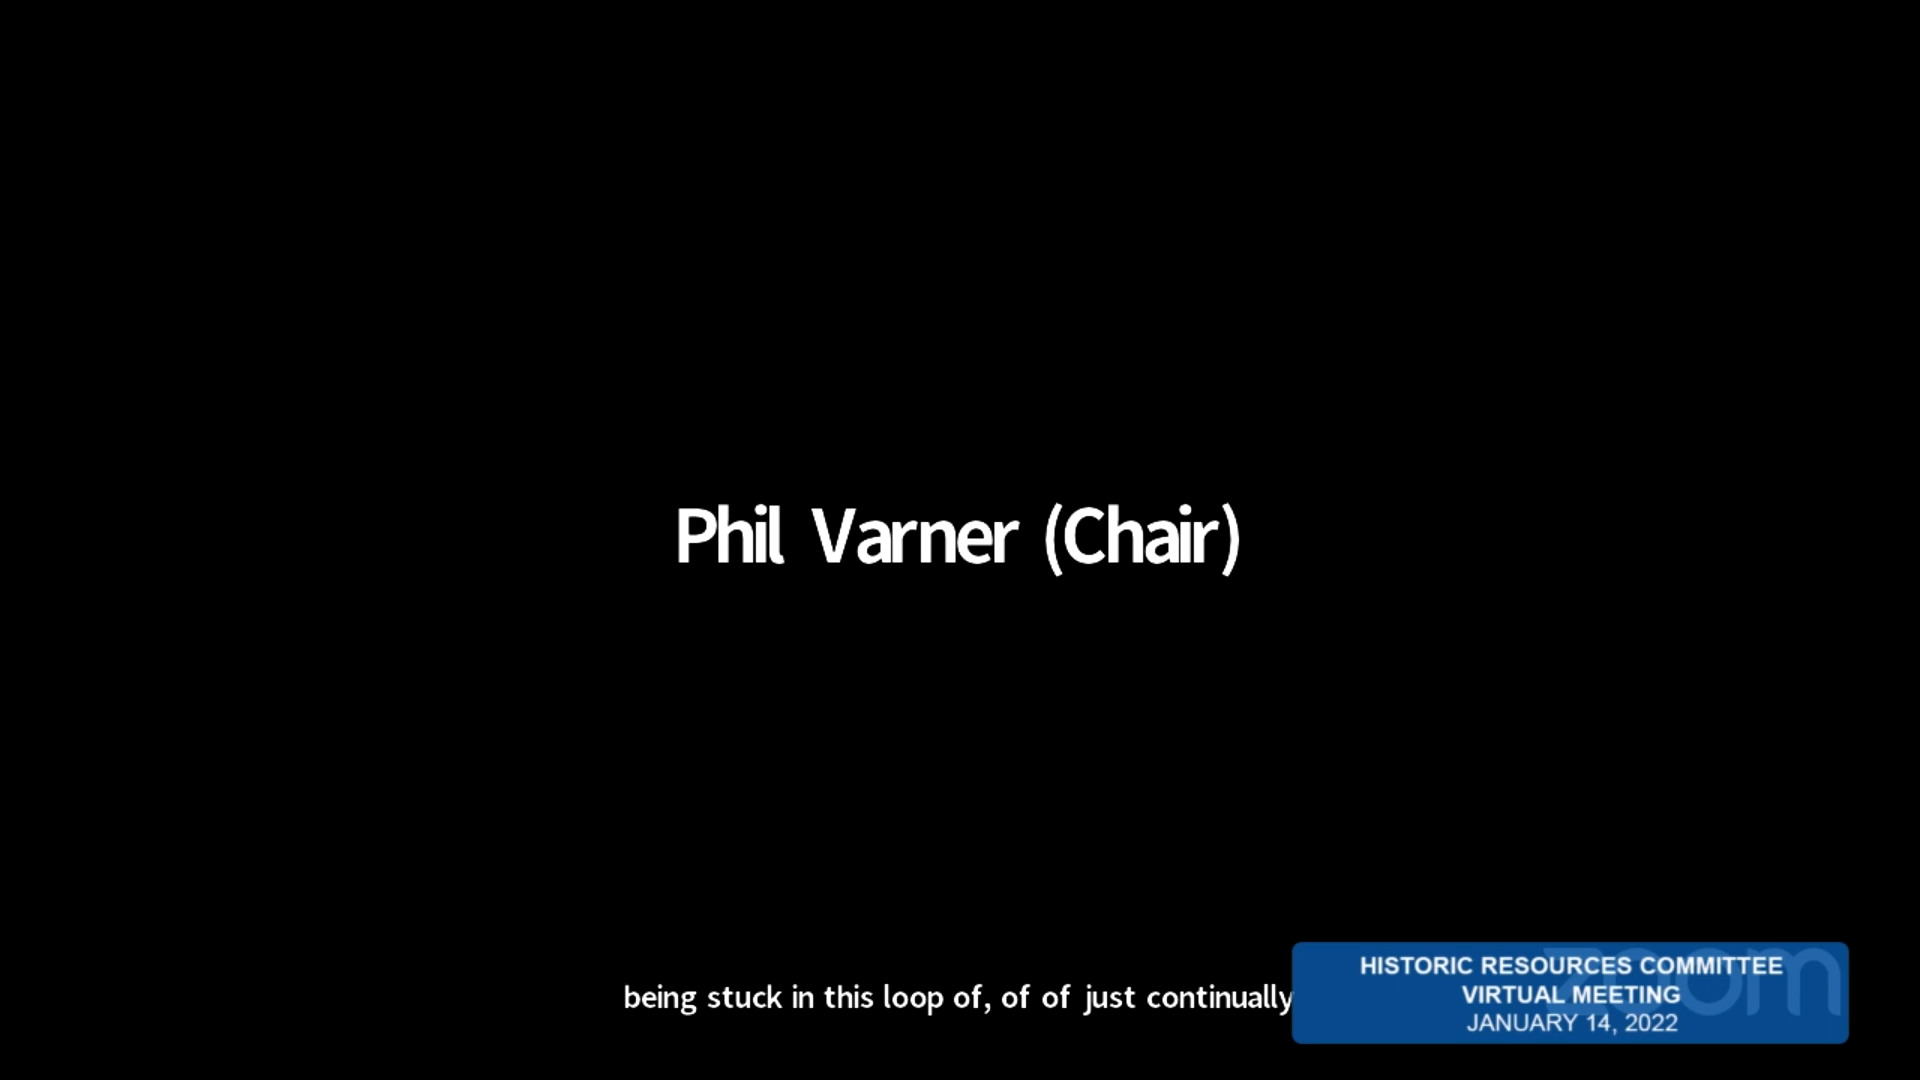 Phil Varner (Chair)
being stuck in this loop of, of of just continually
zoom
HISTORIC RESOURCES COMMITTEE
VIRTUAL MEETING
JANUARY 14, 2022